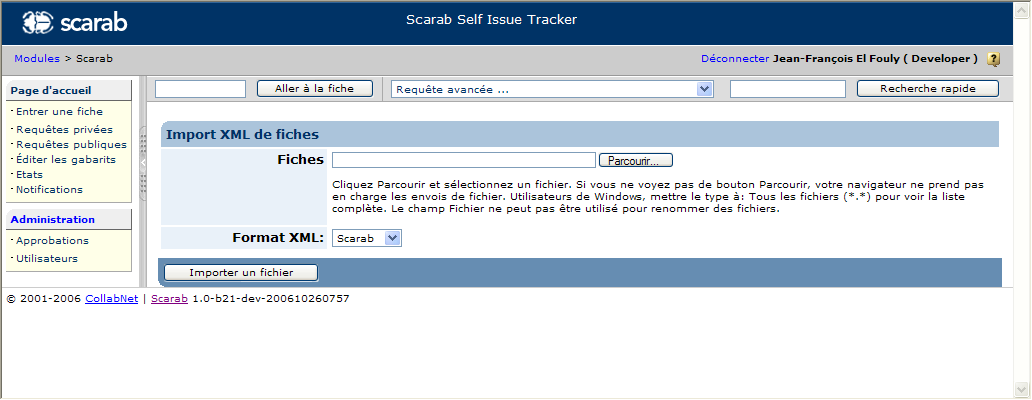 scarab
Scarab Self Issue Tracker
Modules > Scarab
Déconnecter Jean-François El Fouly ( Developer ) ?
Page d'accueil
· Entrer une fiche
· Requêtes privées
· Requêtes publiques
· Éditer les gabarits
· Etats
· Notifications
Administration
· Approbations
· Utilisateurs
Aller à la fiche
Requête avancée ...
Recherche rapide
Import XML de fiches
Fiches
Parcourir...
Cliquez Parcourir et sélectionnez un fichier. Si vous ne voyez pas de bouton Parcourir, votre navigateur ne prend pas
en charge les envois de fichier. Utilisateurs de Windows, mettre le type à: Tous les fichiers (*.*) pour voir la liste
complète. Le champ Fichier ne peut pas être utilisé pour renommer des fichiers.
Format XML:
Scarab
Importer un fichier
© 2001-2006 CollabNet | Scarab 1.0-b21-dev-200610260757